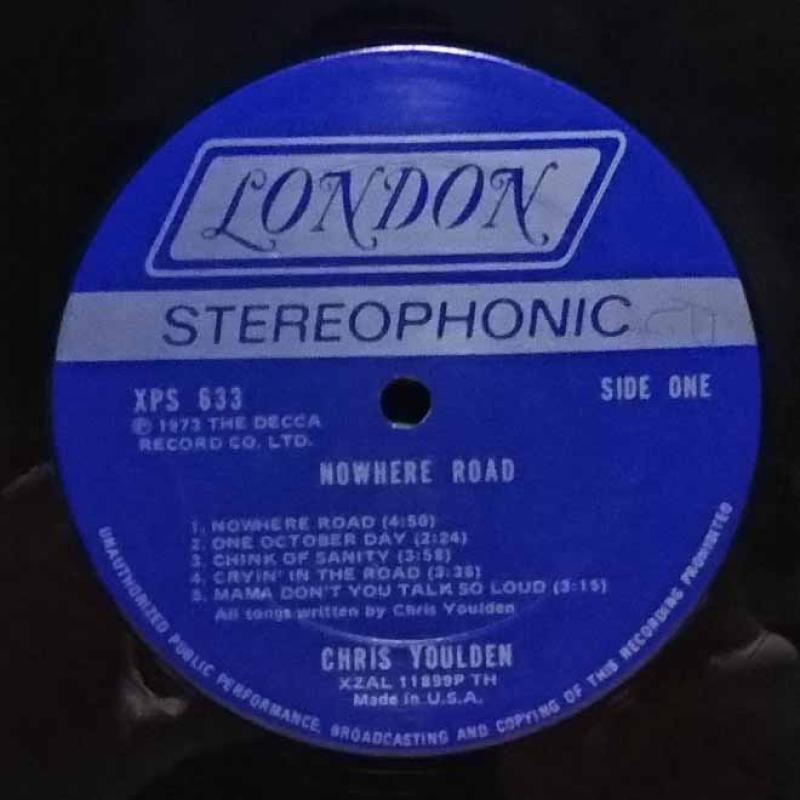 LONDON
STEREOPHONIC
XPS 633
SIDE ONE
Ⓟ 1973 THE DECCA
RECORD CO. LTD.
NOWHERE ROAD
1. NOWHERE ROAD (4:50)
2. ONE OCTOBER DAY (2:24)
3. CHINK OF SANITY (3:58)
4. CRYIN' IN THE ROAD (3:35)
5. MAMA DON'T YOU TALK SO LOUD (3:15)
All songs written by Chris Youlden
CHRIS YOULDEN
XZAL 11899P TH
Made in U.S.A.
UNAUTHORIZED PUBLIC PERFORMANCE, BROADCASTING AND COPYING OF THIS RECORDING PROHIBITED